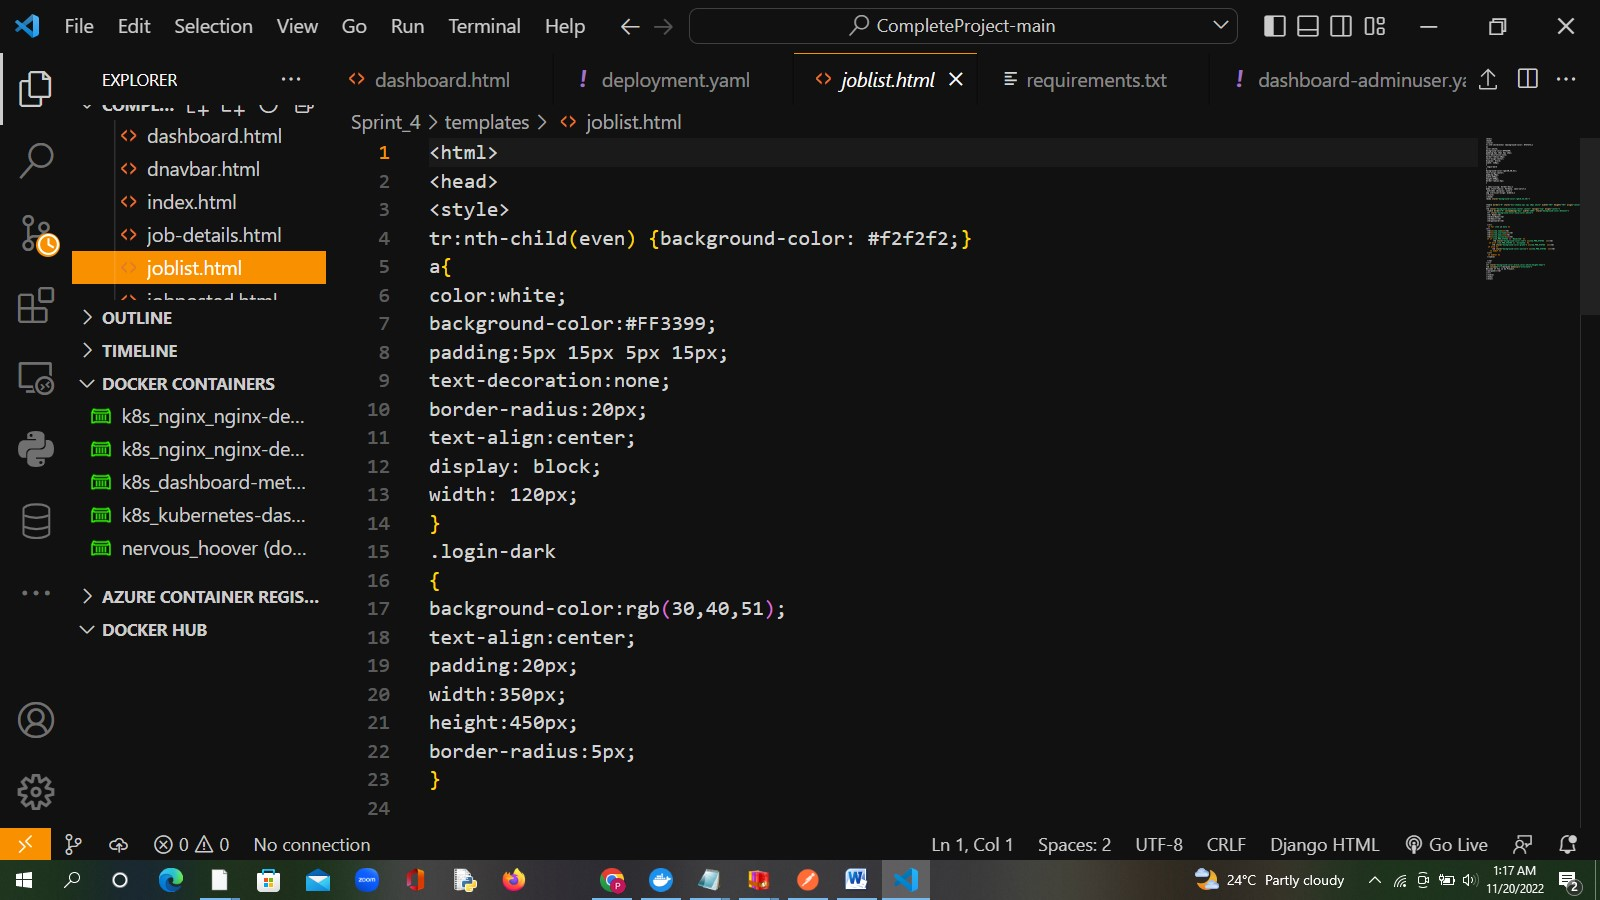 File Edit Selection View Go Run Terminal Help CompleteProject-main
EXPLORER
dashboard.html deployment.yaml joblist.html requirements.txt dashboard-adminuser.ya
Sprint_4 > templates > joblist.html
COMPLE...
dashboard.html
dnavbar.html
index.html
job-details.html
joblist.html
jobposted.html
OUTLINE
TIMELINE
DOCKER CONTAINERS
k8s_nginx_nginx-de...
k8s_nginx_nginx-de...
k8s_dashboard-met...
k8s_kubernetes-das...
nervous_hoover (do...
AZURE CONTAINER REGIS...
DOCKER HUB
1 <html>
2 <head>
3 <style>
4 tr:nth-child(even) {background-color: #f2f2f2;}
5 a{
6 color:white;
7 background-color:#FF3399;
8 padding:5px 15px 5px 15px;
9 text-decoration:none;
10 border-radius:20px;
11 text-align:center;
12 display: block;
13 width: 120px;
14 }
15 .login-dark
16 {
17 background-color:rgb(30,40,51);
18 text-align:center;
19 padding:20px;
20 width:350px;
21 height:450px;
22 border-radius:5px;
23 }
24
0 0 No connection Ln 1, Col 1 Spaces: 2 UTF-8 CRLF Django HTML Go Live
zoom
24°C Partly cloudy
1:17 AM
11/20/2022
2